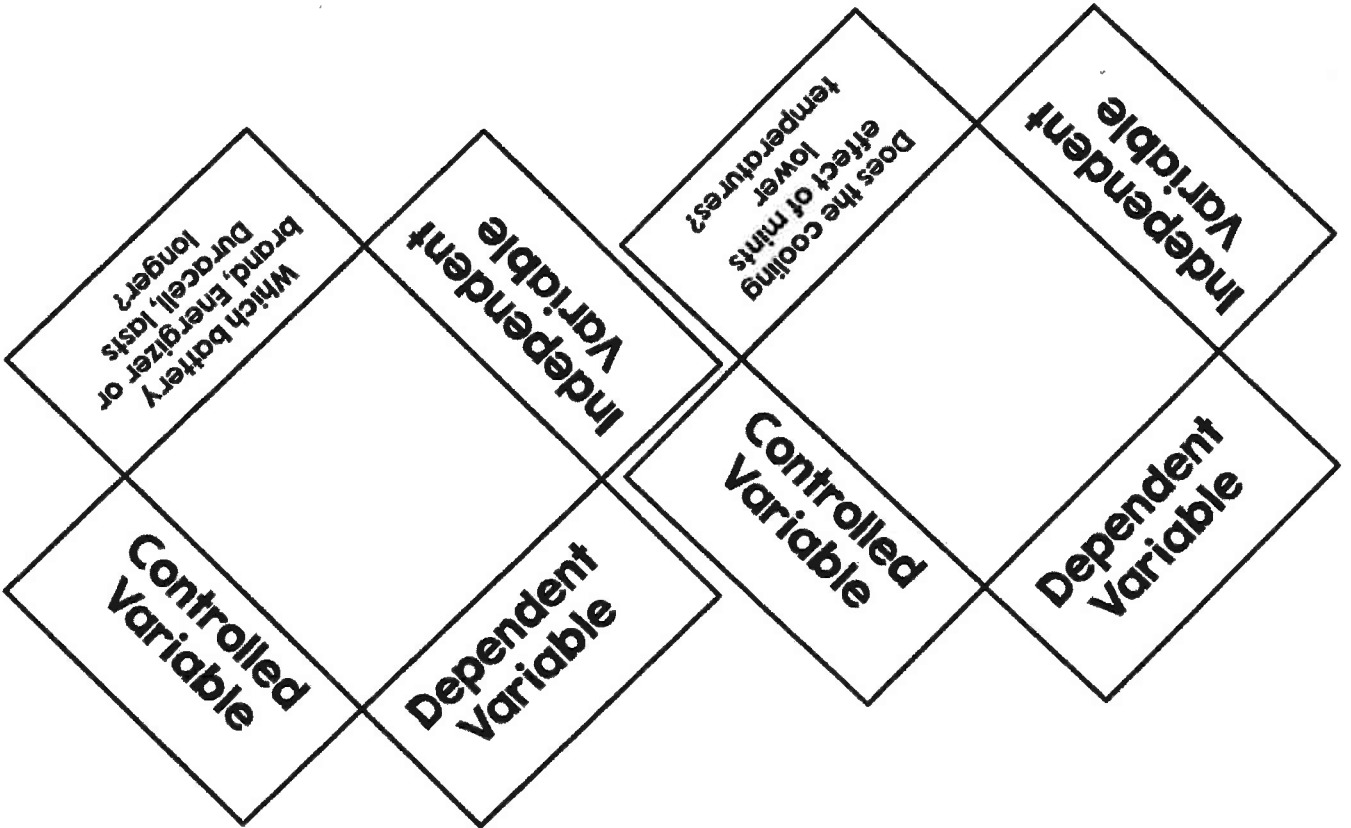 Which battery
brand, Energizer or
Duracell, lasts
longer?
Independent
Variable
Controlled
Variable
Dependent
Variable
Does the cooling
effect of mints
lower
temperatures?
Independent
Variable
Controlled
Variable
Dependent
Variable